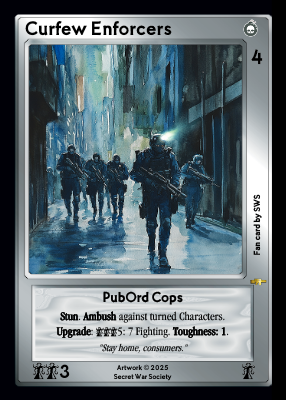 Curfew Enforcers
4
Fan card by SWS
PubOrd Cops
Stun. Ambush against turned Characters.
Upgrade: 5: 7 Fighting. Toughness: 1.
"Stay home, consumers."
3
Artwork © 2025
Secret War Society